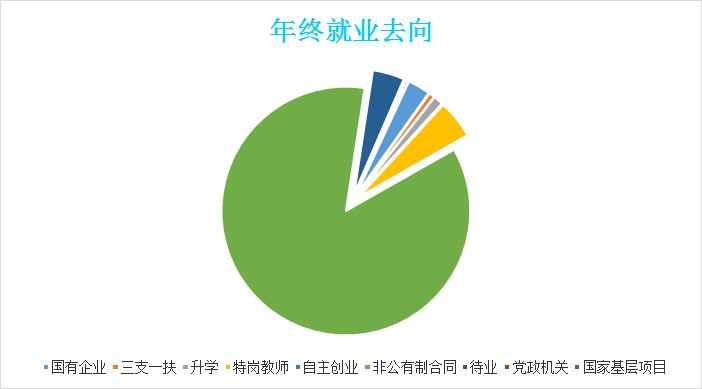 年终就业去向
国有企业 三支一扶 升学 特岗教师 自主创业 非公有制合同 待业 党政机关 国家基层项目